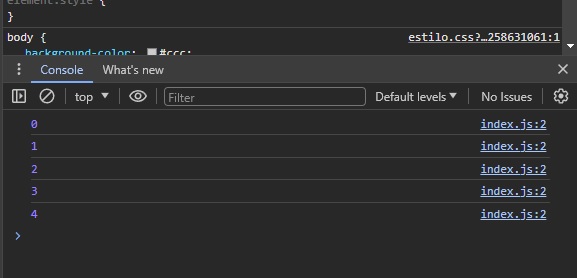 element.style {
}
body { estilo.css?…258631061:1
background-color: #ccc;
Console What's new
top Filter Default levels No Issues
0 index.js:2
1 index.js:2
2 index.js:2
3 index.js:2
4 index.js:2
>